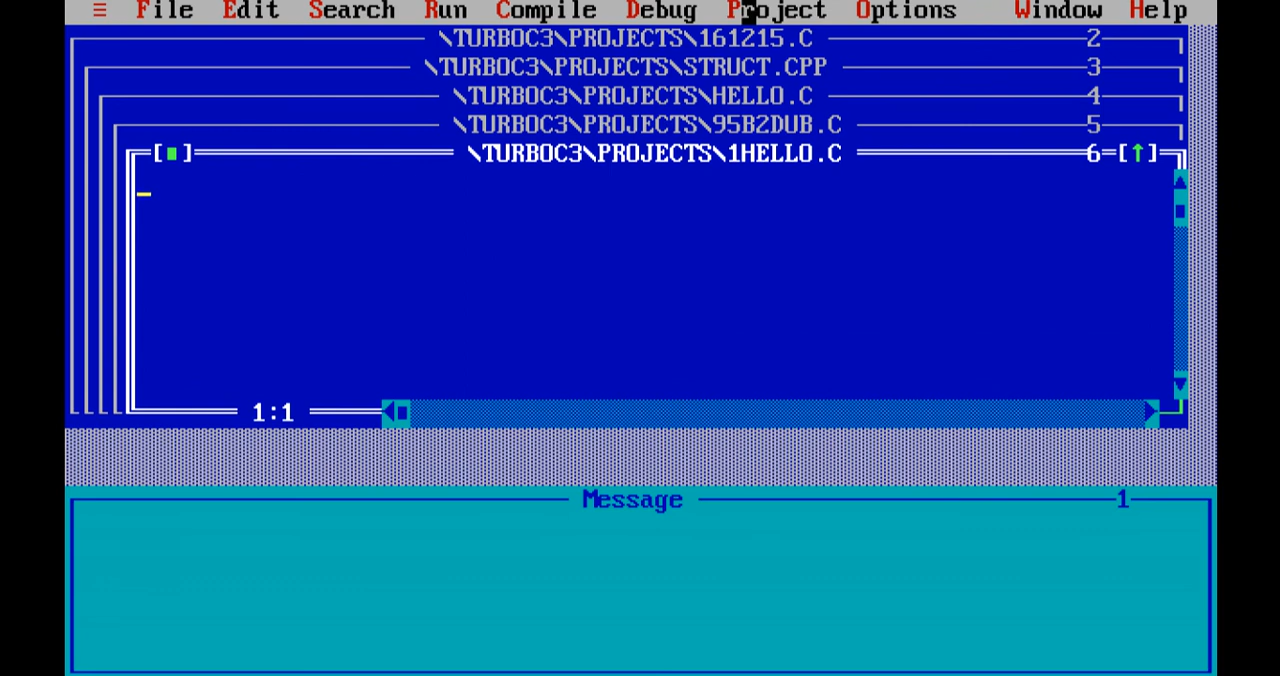 ≡ File Edit Search Run Compile Debug Project Options Window Help
\TURBOC3\PROJECTS\161215.C 2
\TURBOC3\PROJECTS\STRUCT.CPP 3
\TURBOC3\PROJECTS\HELLO.C 4
\TURBOC3\PROJECTS\95B2DUB.C 5
[■] \TURBOC3\PROJECTS\1HELLO.C 6=[↑]
1:1
Message 1